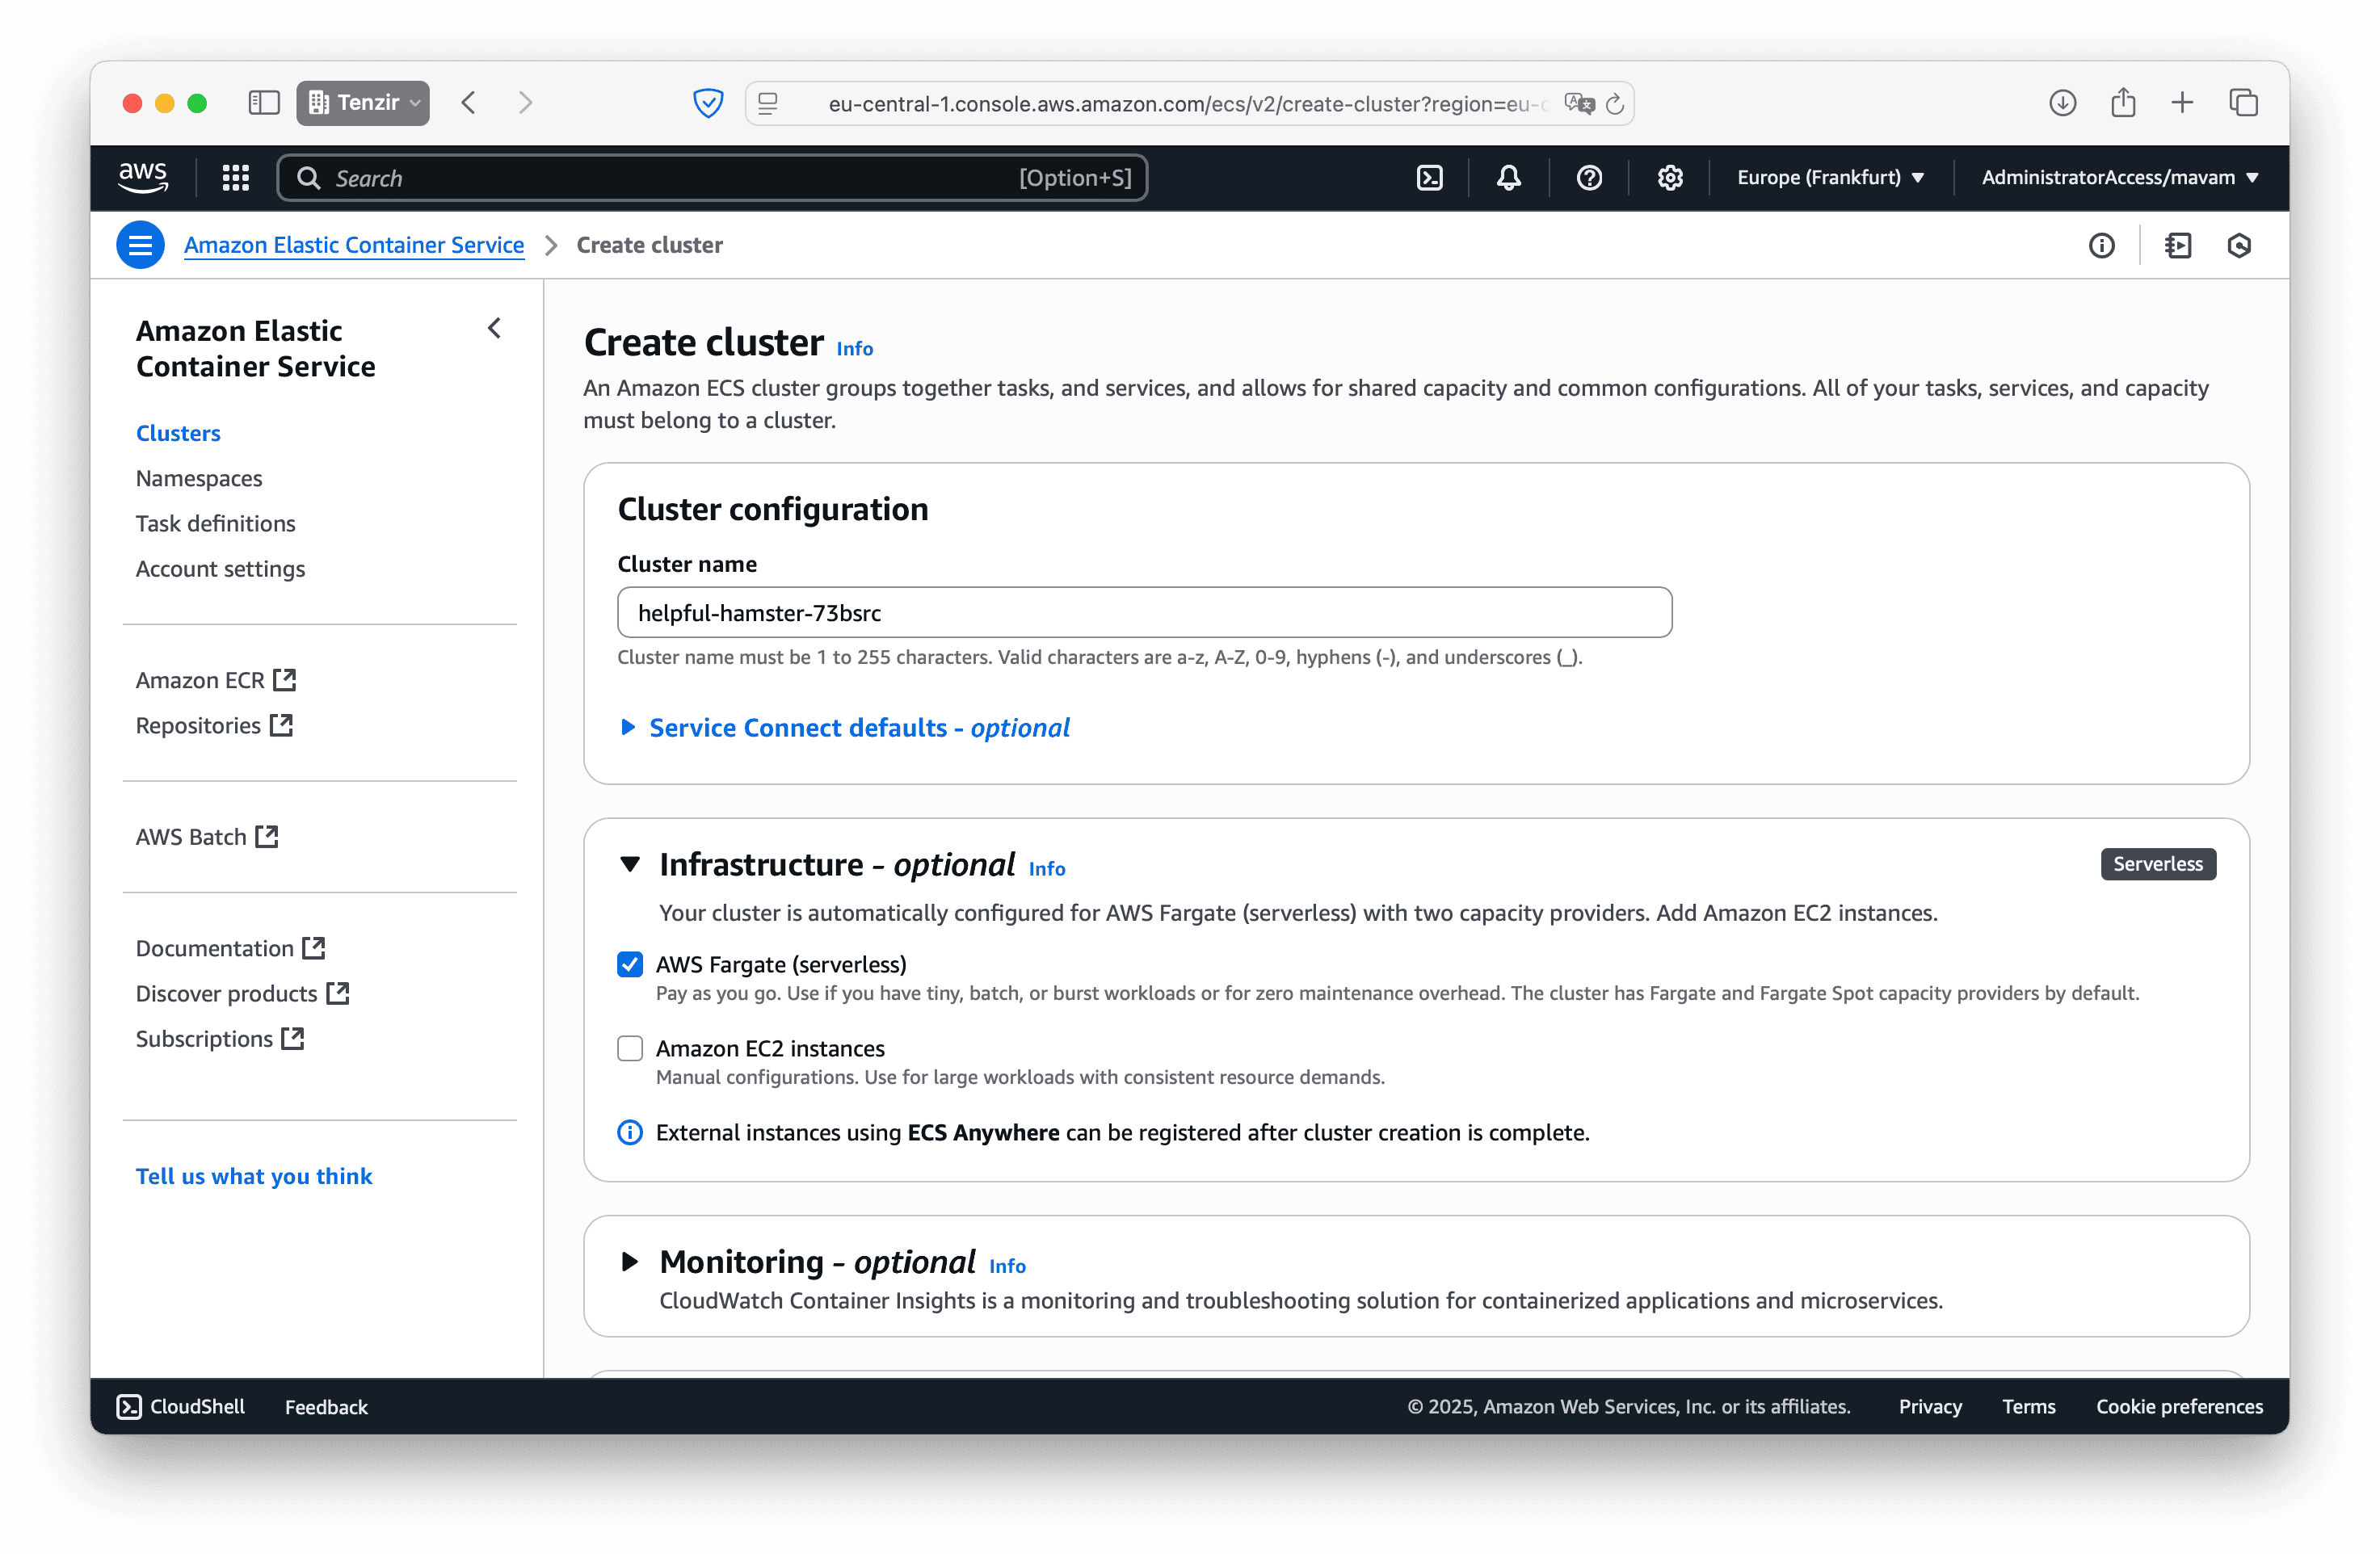 Tenzir
eu-central-1.console.aws.amazon.com/ecs/v2/create-cluster?region=eu-c
aws
Search
[Option+S]
Europe (Frankfurt)
AdministratorAccess/mavam
Amazon Elastic Container Service
Create cluster
Amazon Elastic
Container Service
Clusters
Namespaces
Task definitions
Account settings
Amazon ECR
Repositories
AWS Batch
Documentation
Discover products
Subscriptions
Tell us what you think
Create cluster Info
An Amazon ECS cluster groups together tasks, and services, and allows for shared capacity and common configurations. All of your tasks, services, and capacity
must belong to a cluster.
Cluster configuration
Cluster name
helpful-hamster-73bsrc
Cluster name must be 1 to 255 characters. Valid characters are a-z, A-Z, 0-9, hyphens (-), and underscores (_).
Service Connect defaults - optional
Infrastructure - optional Info
Serverless
Your cluster is automatically configured for AWS Fargate (serverless) with two capacity providers. Add Amazon EC2 instances.
AWS Fargate (serverless)
Pay as you go. Use if you have tiny, batch, or burst workloads or for zero maintenance overhead. The cluster has Fargate and Fargate Spot capacity providers by default.
Amazon EC2 instances
Manual configurations. Use for large workloads with consistent resource demands.
External instances using ECS Anywhere can be registered after cluster creation is complete.
Monitoring - optional Info
CloudWatch Container Insights is a monitoring and troubleshooting solution for containerized applications and microservices.
CloudShell
Feedback
© 2025, Amazon Web Services, Inc. or its affiliates.
Privacy
Terms
Cookie preferences